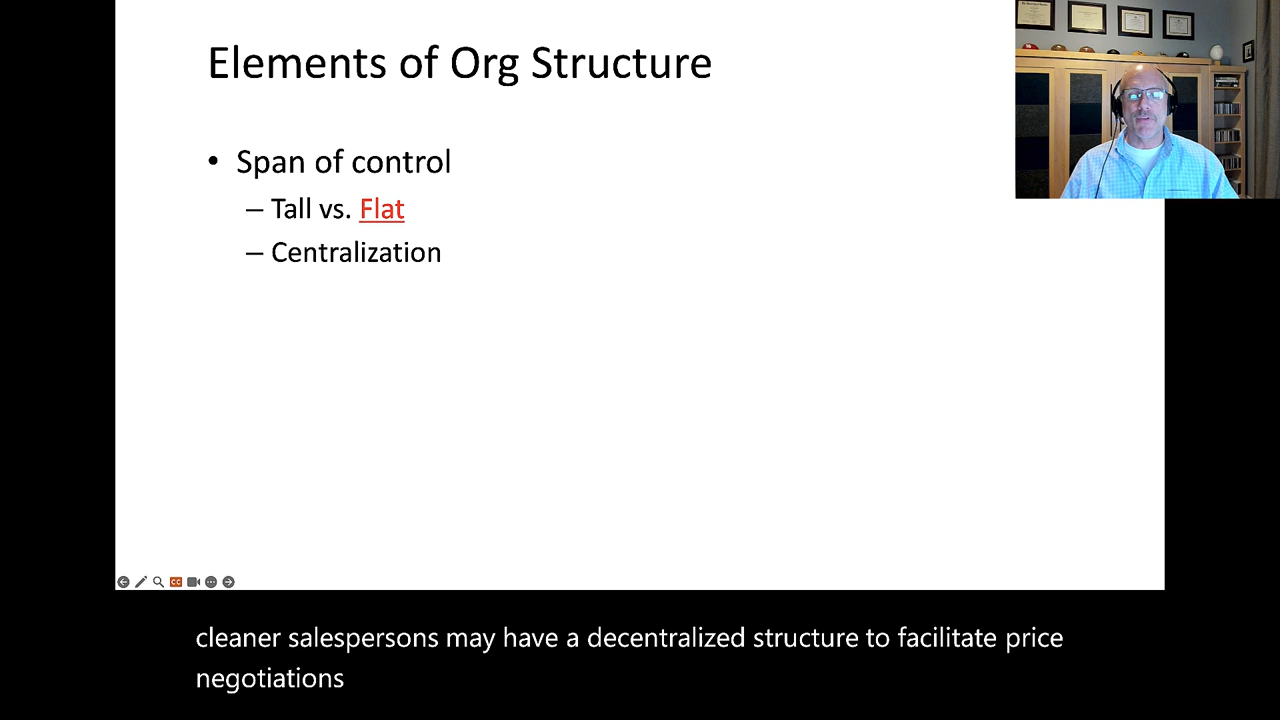 Elements of Org Structure
• Span of control
– Tall vs. Flat
– Centralization
CC
cleaner salespersons may have a decentralized structure to facilitate price
negotiations